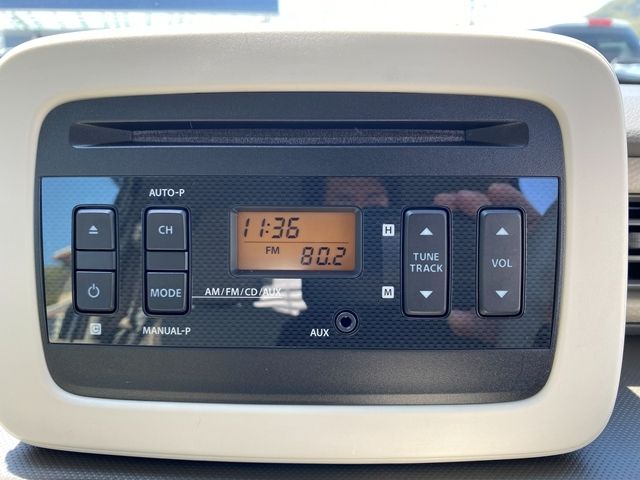 AUTO-P
CH
MODE
MANUAL-P
C
11:36
FM
80.2
AM/FM/CD/AUX
AUX
H
M
TUNE
TRACK
VOL